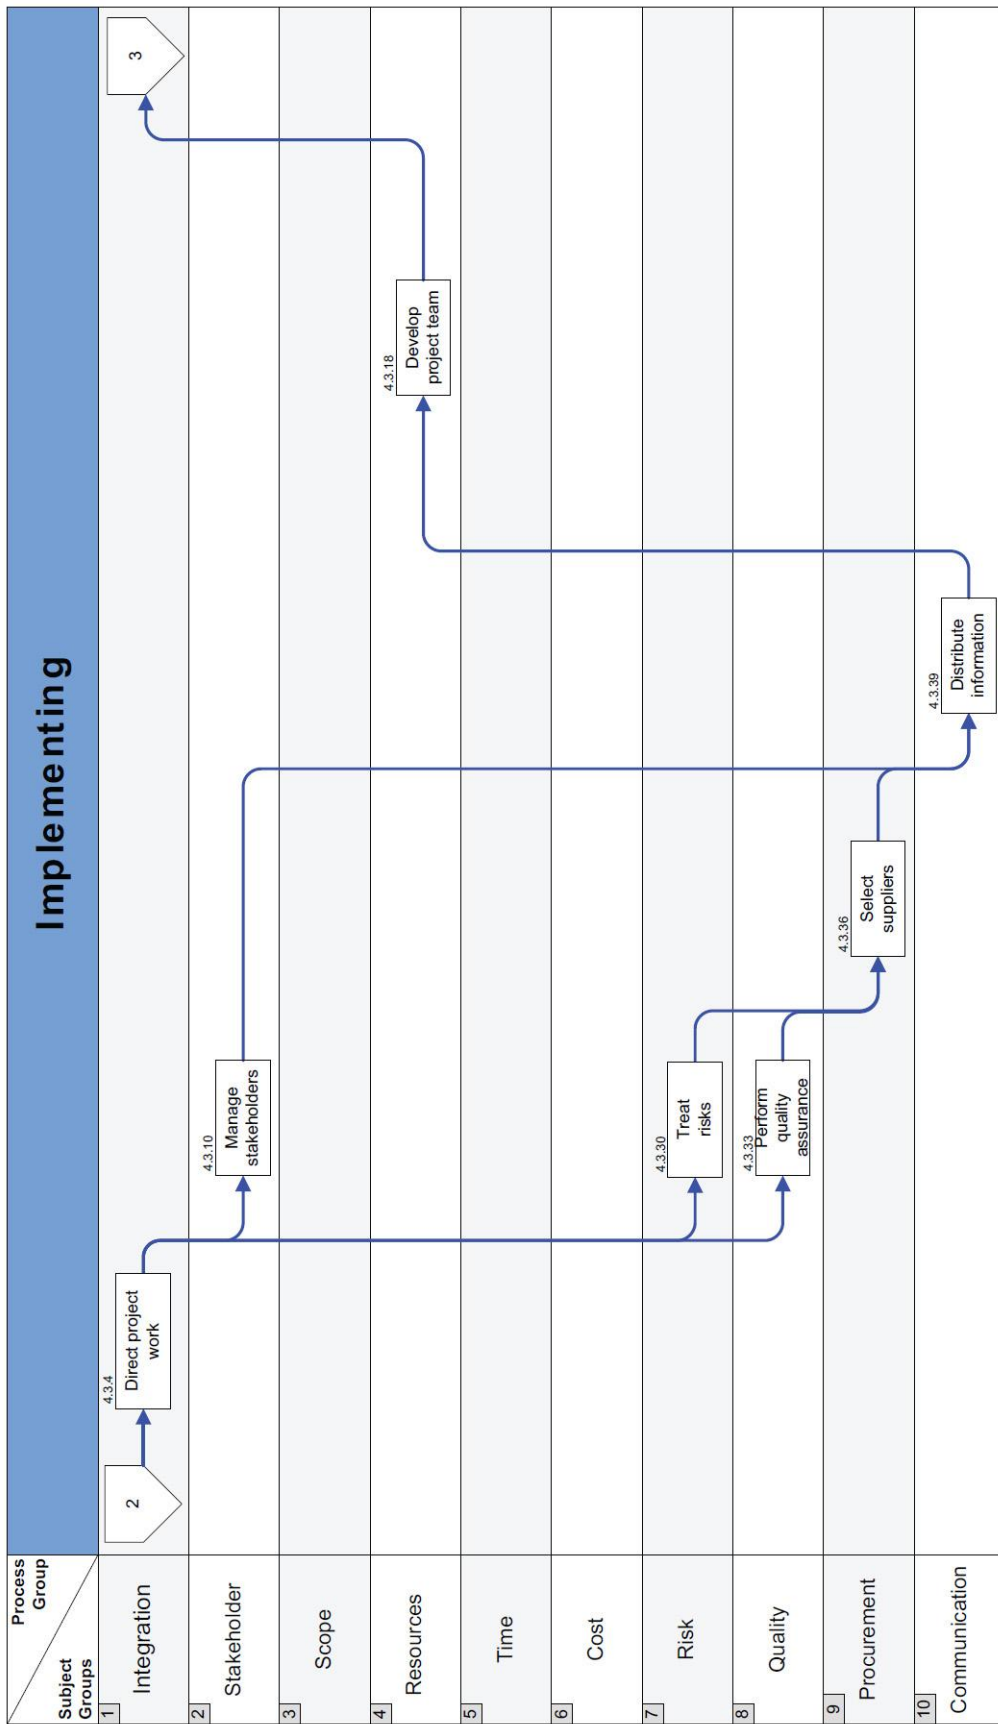 Implementing
Process
Group
Subject
Groups
1
Integration
2
4.3.4
Direct project
work
3
2
Stakeholder
4.3.10
Manage
stakeholders
3
Scope
4
Resources
4.3.18
Develop
project team
5
Time
6
Cost
7
Risk
4.3.30
Treat
risks
8
Quality
4.3.33
Perform
quality
assurance
9
Procurement
4.3.36
Select
suppliers
10
Communication
4.3.39
Distribute
information